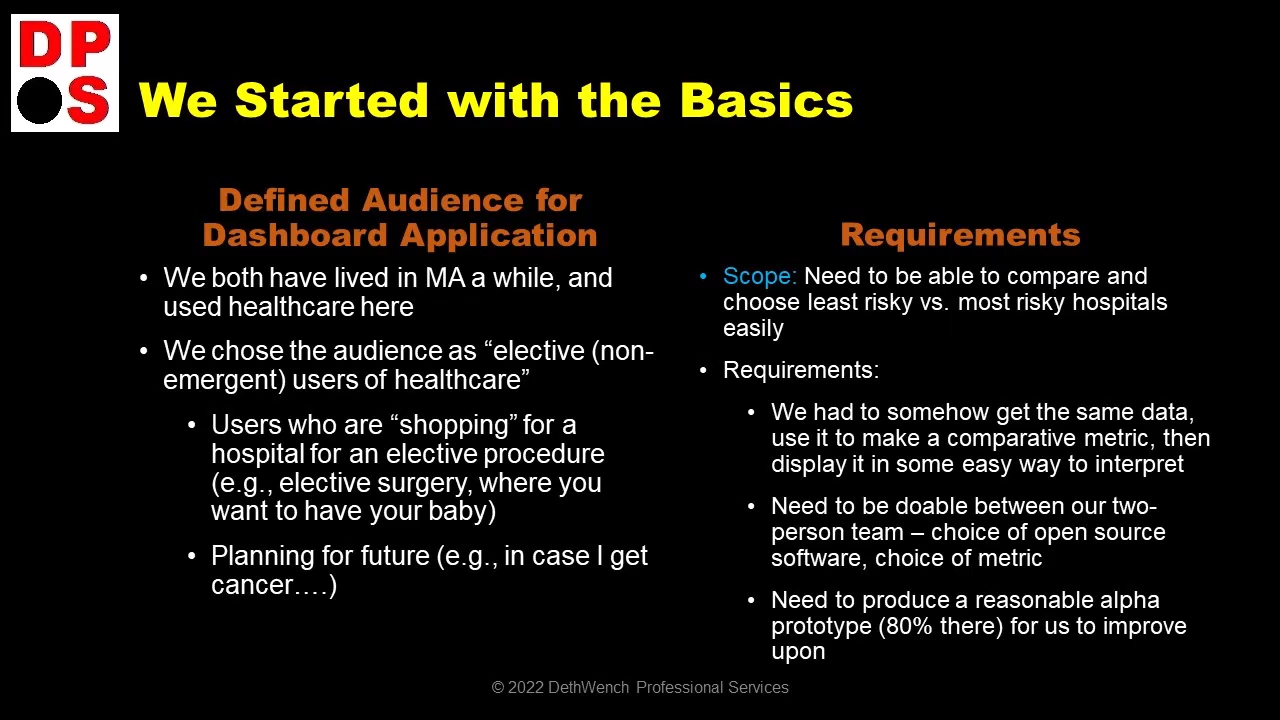 DP
S
We Started with the Basics
Defined Audience for
Dashboard Application
• We both have lived in MA a while, and
used healthcare here
• We chose the audience as “elective (non-
emergent) users of healthcare”
• Users who are “shopping” for a
hospital for an elective procedure
(e.g., elective surgery, where you
want to have your baby)
• Planning for future (e.g., in case I get
cancer….)
Requirements
• Scope: Need to be able to compare and
choose least risky vs. most risky hospitals
easily
• Requirements:
• We had to somehow get the same data,
use it to make a comparative metric, then
display it in some easy way to interpret
• Need to be doable between our two-
person team – choice of open source
software, choice of metric
• Need to produce a reasonable alpha
prototype (80% there) for us to improve
upon
© 2022 DethWench Professional Services